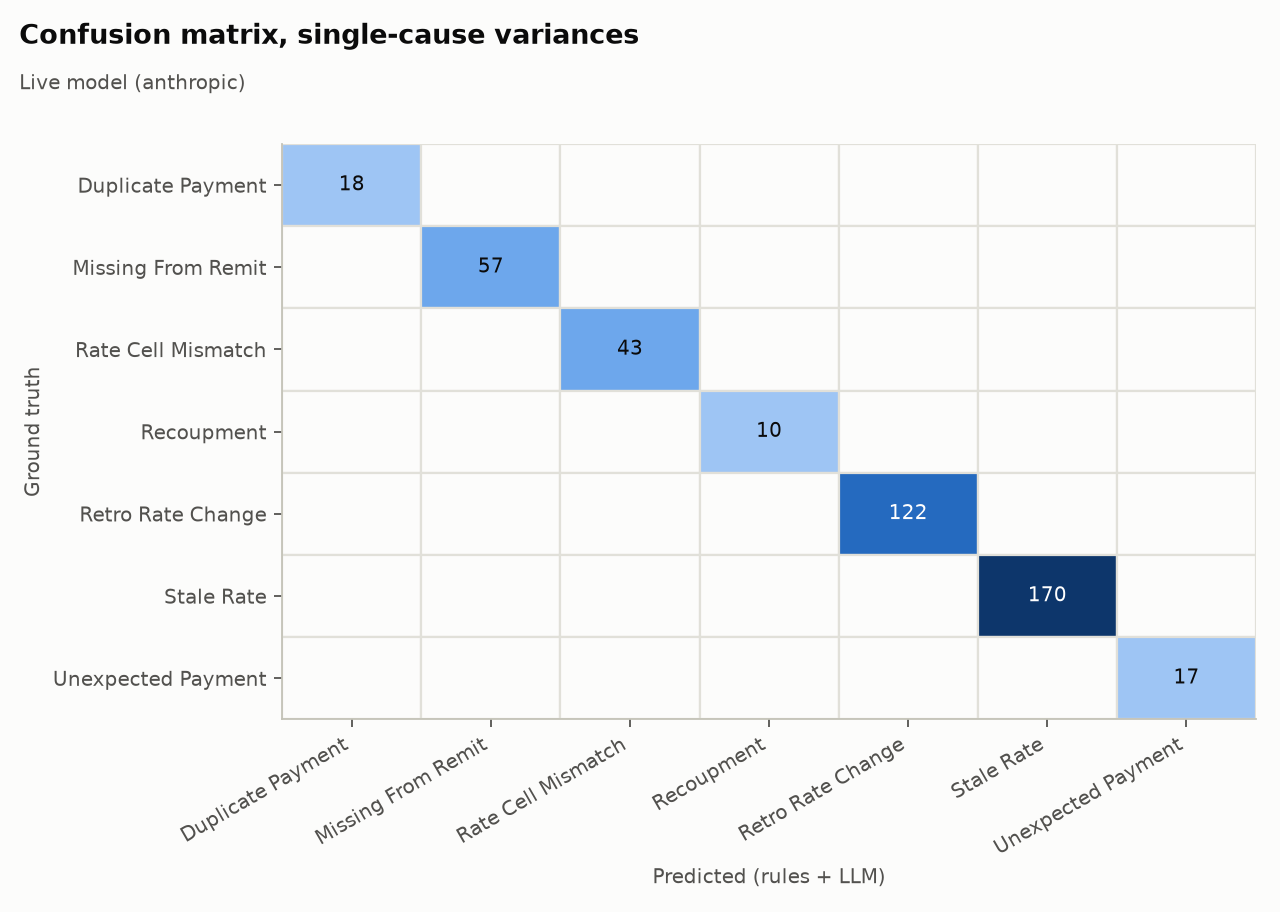 Confusion matrix, single-cause variances
Live model (anthropic)
Ground truth
Duplicate Payment
18
Missing From Remit
57
Rate Cell Mismatch
43
Recoupment
10
Retro Rate Change
122
Stale Rate
170
Unexpected Payment
17
Duplicate Payment
Missing From Remit
Rate Cell Mismatch
Recoupment
Retro Rate Change
Stale Rate
Unexpected Payment
Predicted (rules + LLM)